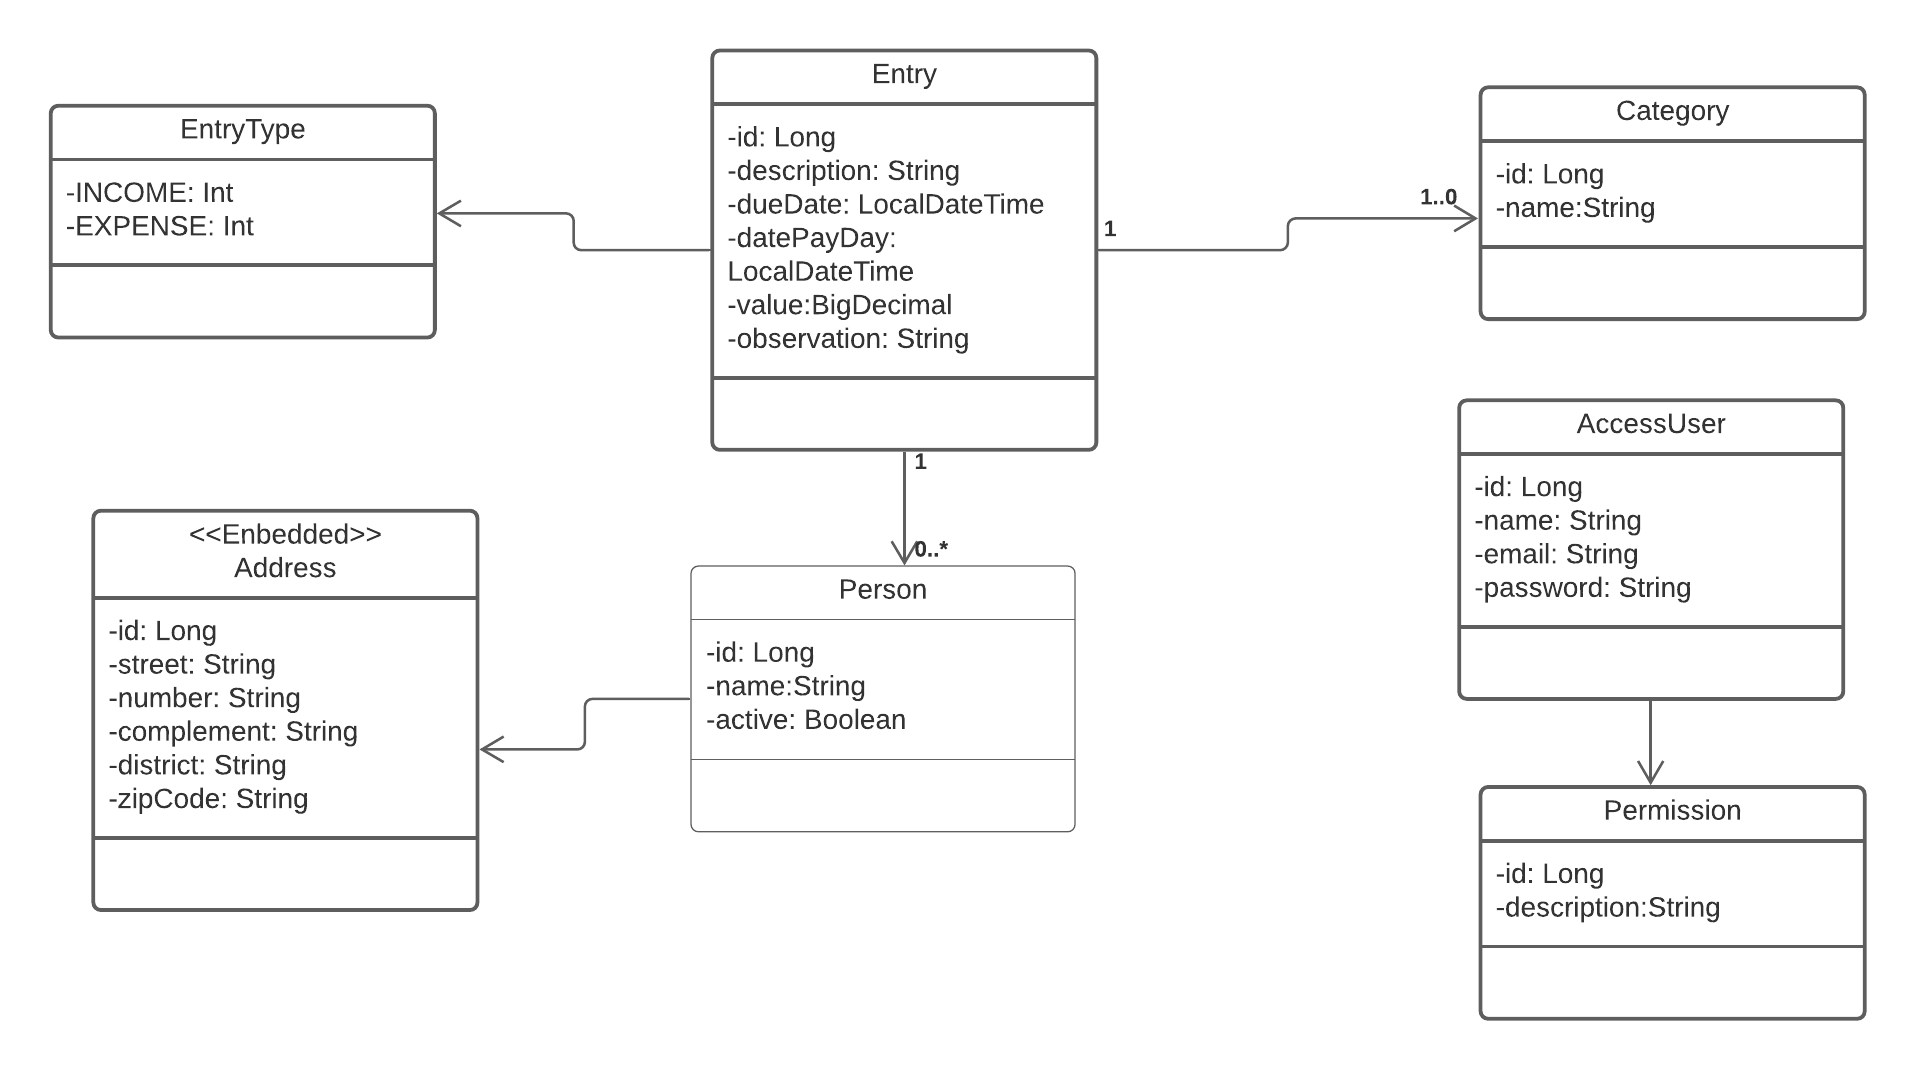 Entry
-id: Long
-description: String
-dueDate: LocalDateTime
-datePayDay:
LocalDateTime
-value:BigDecimal
-observation: String
EntryType
-INCOME: Int
-EXPENSE: Int
Category
-id: Long
-name:String
1
1..0
1
0..*
AccessUser
-id: Long
-name: String
-email: String
-password: String
<<Enbedded>>
Address
-id: Long
-street: String
-number: String
-complement: String
-district: String
-zipCode: String
Person
-id: Long
-name:String
-active: Boolean
Permission
-id: Long
-description:String